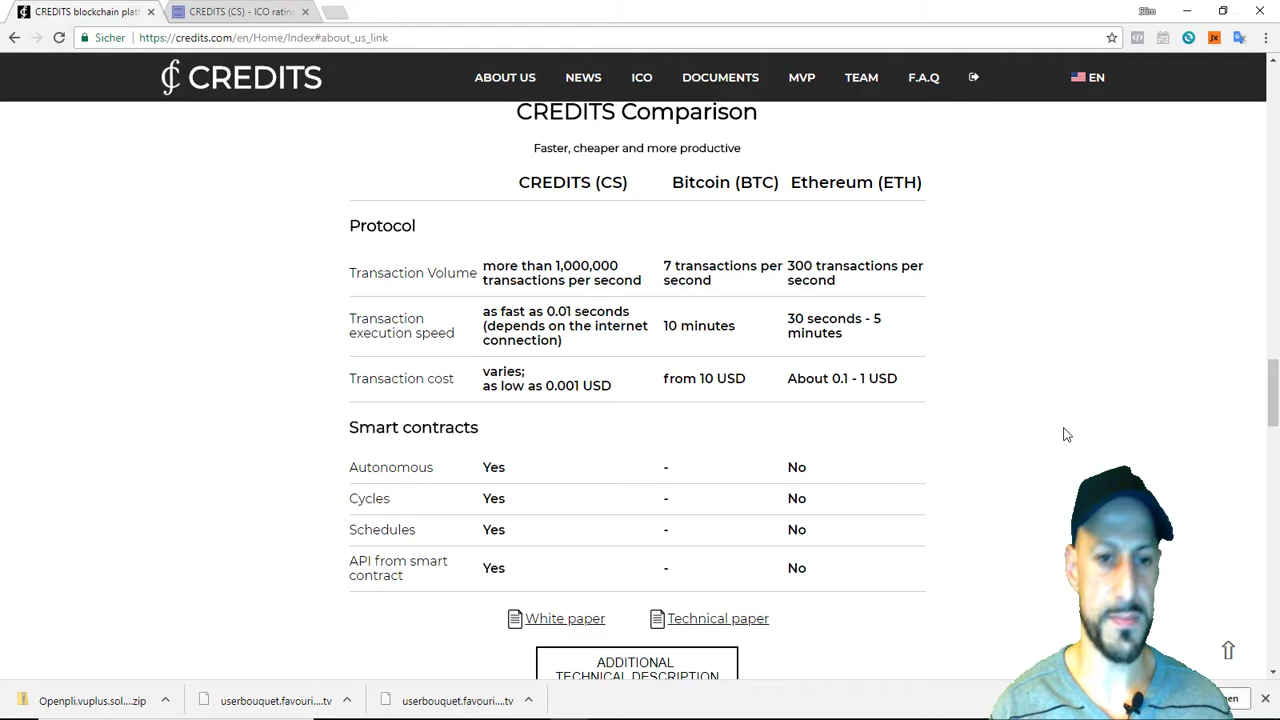 CREDITS blockchain plat
CREDITS (CS) - ICO rating
Slim
Sicher
https://credits.com/en/Home/Index#about_us_link
CREDITS
ABOUT US
NEWS
ICO
DOCUMENTS
MVP
TEAM
F.A.Q
EN
CREDITS Comparison
Faster, cheaper and more productive
CREDITS (CS)
Bitcoin (BTC)
Ethereum (ETH)
Protocol
Transaction Volume
more than 1,000,000
transactions per second
7 transactions per
second
300 transactions per
second
Transaction
execution speed
as fast as 0.01 seconds
(depends on the internet
connection)
10 minutes
30 seconds - 5
minutes
Transaction cost
varies;
as low as 0.001 USD
from 10 USD
About 0.1 - 1 USD
Smart contracts
Autonomous
Yes
-
No
Cycles
Yes
-
No
Schedules
Yes
-
No
API from smart
contract
Yes
-
No
White paper
Technical paper
ADDITIONAL
TECHNICAL DESCRIPTION
Openpli.vuplus.sol....zip
userbouquet.favouri....tv
userbouquet.favouri....tv